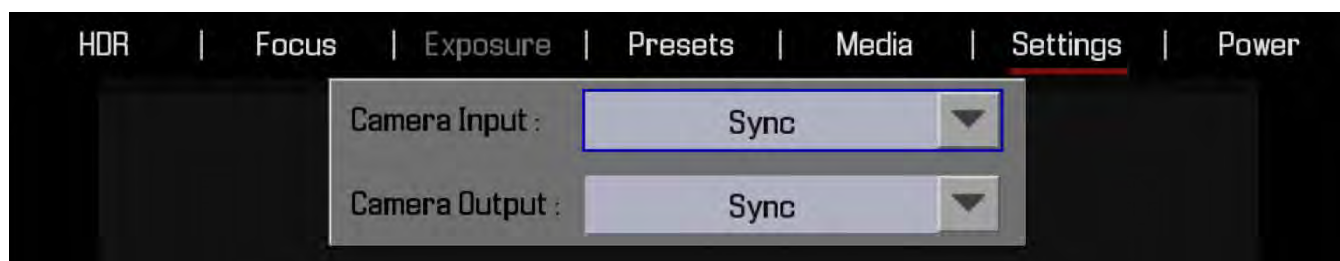 HDR | Focus | Exposure | Presets | Media | Settings | Power
Camera Input : Sync
Camera Output : Sync